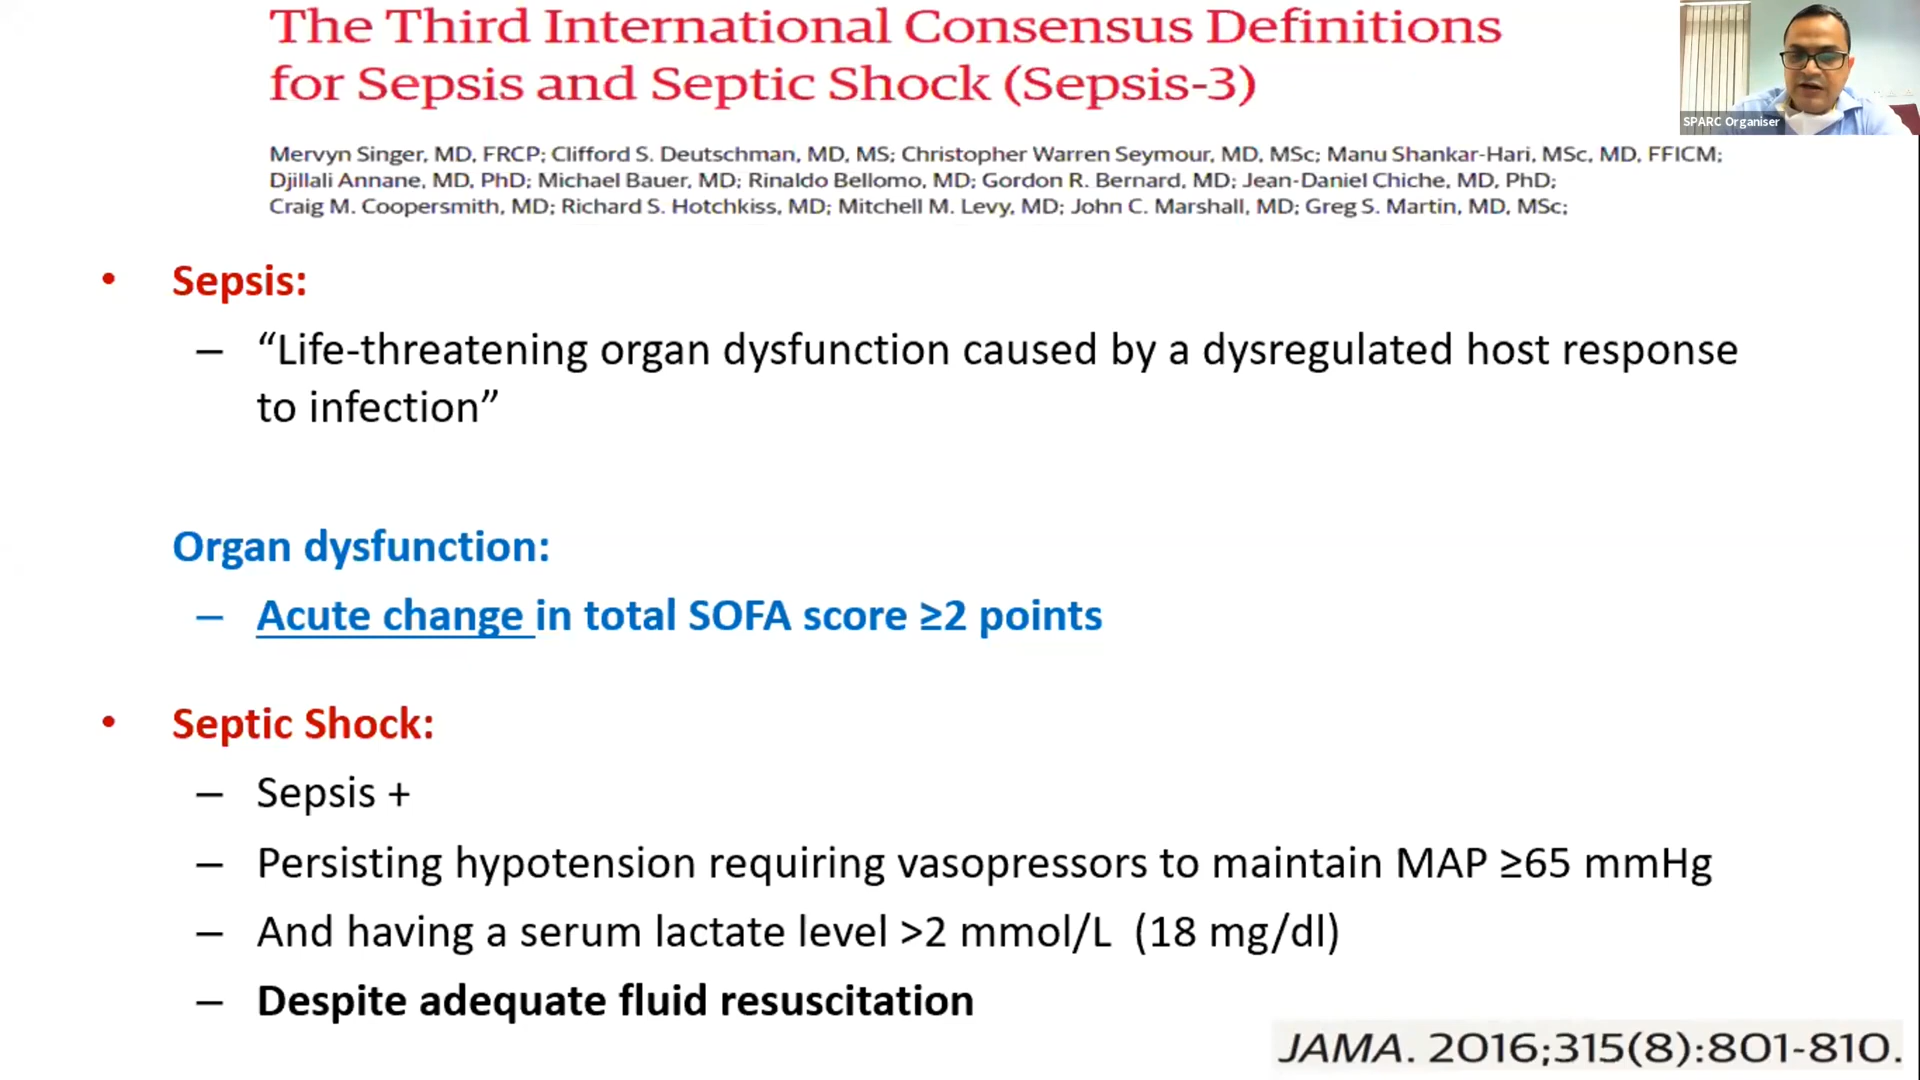 The Third International Consensus Definitions
for Sepsis and Septic Shock (Sepsis-3)
SPARC Organiser
Mervyn Singer, MD, FRCP; Clifford S. Deutschman, MD, MS; Christopher Warren Seymour, MD, MSc; Manu Shankar-Hari, MSc, MD, FFICM;
Djillali Annane, MD, PhD; Michael Bauer, MD; Rinaldo Bellomo, MD; Gordon R. Bernard, MD; Jean-Daniel Chiche, MD, PhD;
Craig M. Coopersmith, MD; Richard S. Hotchkiss, MD; Mitchell M. Levy, MD; John C. Marshall, MD; Greg S. Martin, MD, MSc;
• Sepsis:
– “Life-threatening organ dysfunction caused by a dysregulated host response
to infection”
Organ dysfunction:
– Acute change in total SOFA score ≥2 points
• Septic Shock:
– Sepsis +
– Persisting hypotension requiring vasopressors to maintain MAP ≥65 mmHg
– And having a serum lactate level >2 mmol/L (18 mg/dl)
– Despite adequate fluid resuscitation
JAMA. 2016;315(8):801-810.